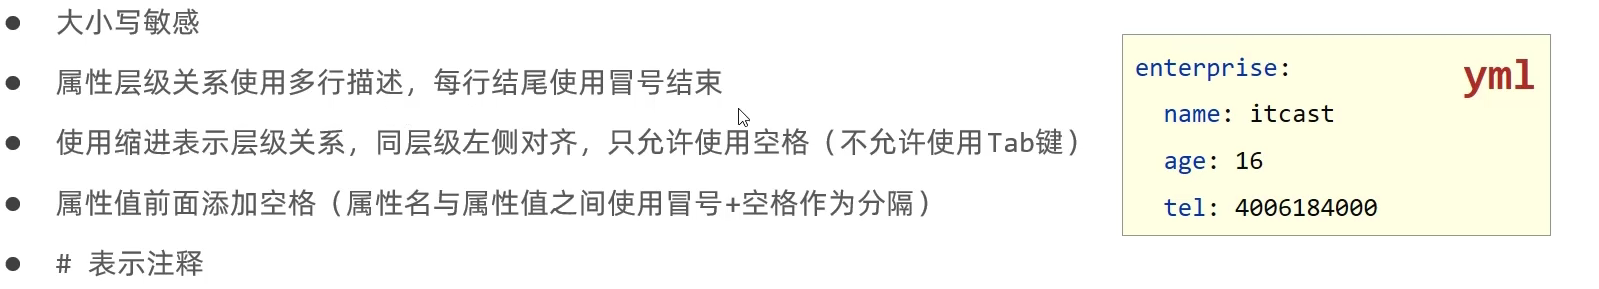 ● 大小写敏感
● 属性层级关系使用多行描述，每行结尾使用冒号结束
● 使用缩进表示层级关系，同层级左侧对齐，只允许使用空格（不允许使用Tab键）
● 属性值前面添加空格（属性名与属性值之间使用冒号+空格作为分隔）
● # 表示注释
enterprise:
yml
  name: itcast
  age: 16
  tel: 4006184000